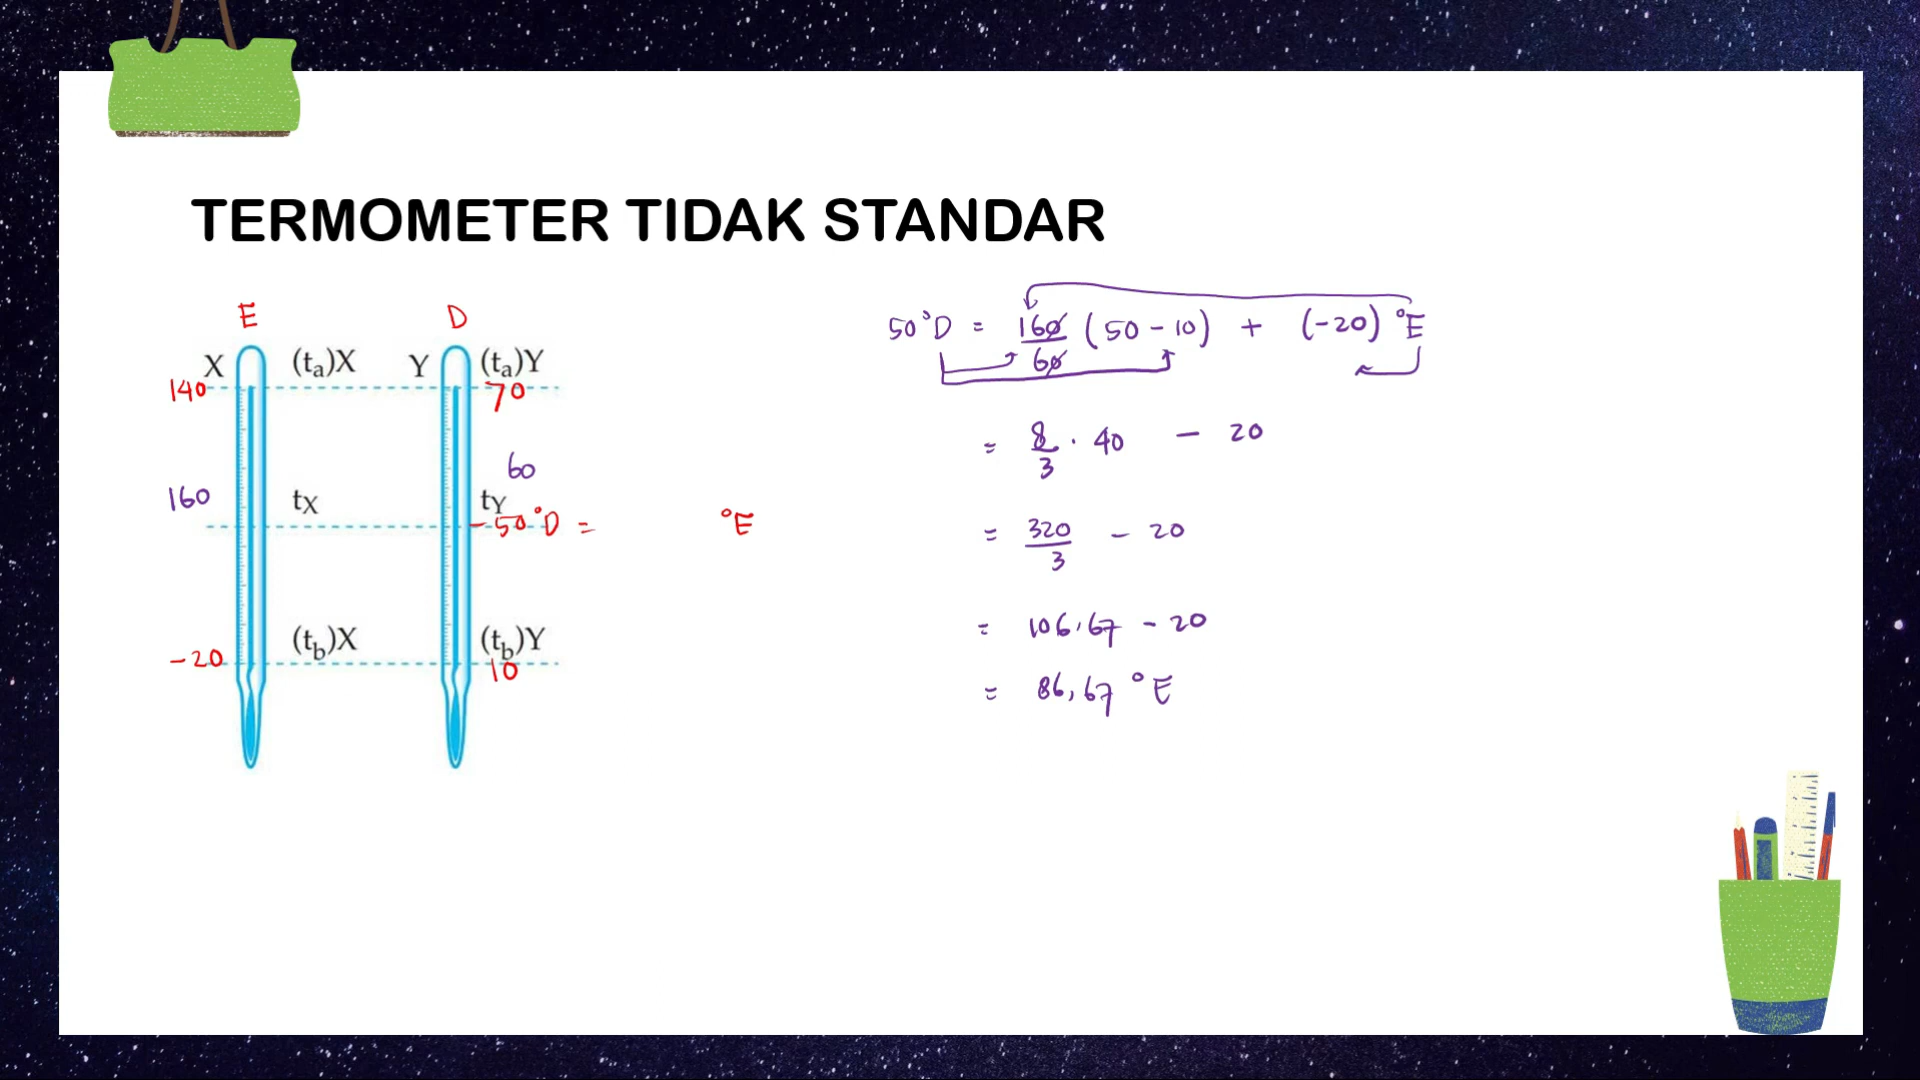 TERMOMETER TIDAK STANDAR
E D
X (ta)X Y (ta)Y
140 70
60
160 tX tY
50°D = °E
(tb)X (tb)Y
-20 10
50°D = 160/60 (50 - 10) + (-20) °E
= 8/3 . 40 - 20
= 320/3 - 20
= 106,67 - 20
= 86,67 °E